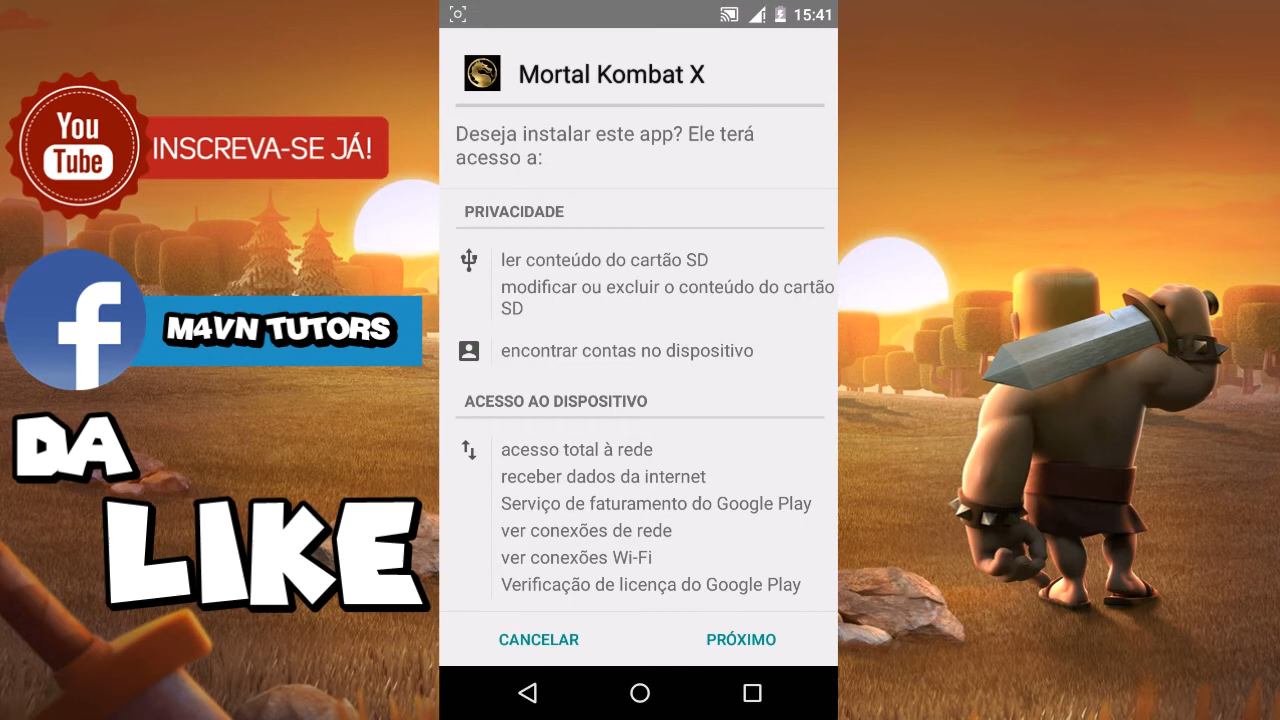 You
Tube
INSCREVA-SE JÁ!
f
M4VN TUTORS
DA
LIKE
15:41
Mortal Kombat X
Deseja instalar este app? Ele terá
acesso a:
PRIVACIDADE
ler conteúdo do cartão SD
modificar ou excluir o conteúdo do cartão
SD
encontrar contas no dispositivo
ACESSO AO DISPOSITIVO
acesso total à rede
receber dados da internet
Serviço de faturamento do Google Play
ver conexões de rede
ver conexões Wi-Fi
Verificação de licença do Google Play
CANCELAR
PRÓXIMO